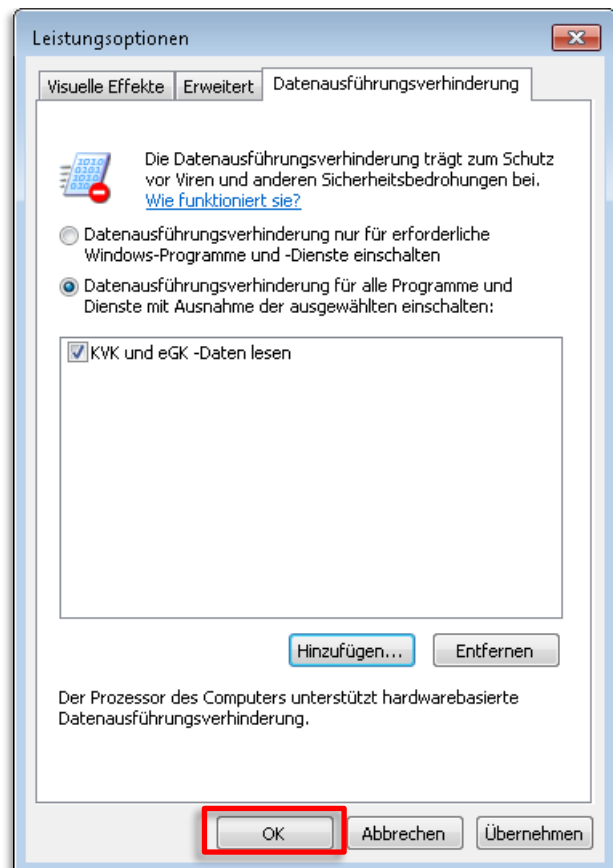 Leistungsoptionen
Visuelle Effekte Erweitert Datenausführungsverhinderung
Die Datenausführungsverhinderung trägt zum Schutz
vor Viren und anderen Sicherheitsbedrohungen bei.
Wie funktioniert sie?
Datenausführungsverhinderung nur für erforderliche
Windows-Programme und -Dienste einschalten
Datenausführungsverhinderung für alle Programme und
Dienste mit Ausnahme der ausgewählten einschalten:
KVK und eGK -Daten lesen
Hinzufügen... Entfernen
Der Prozessor des Computers unterstützt hardwarebasierte
Datenausführungsverhinderung.
OK Abbrechen Übernehmen